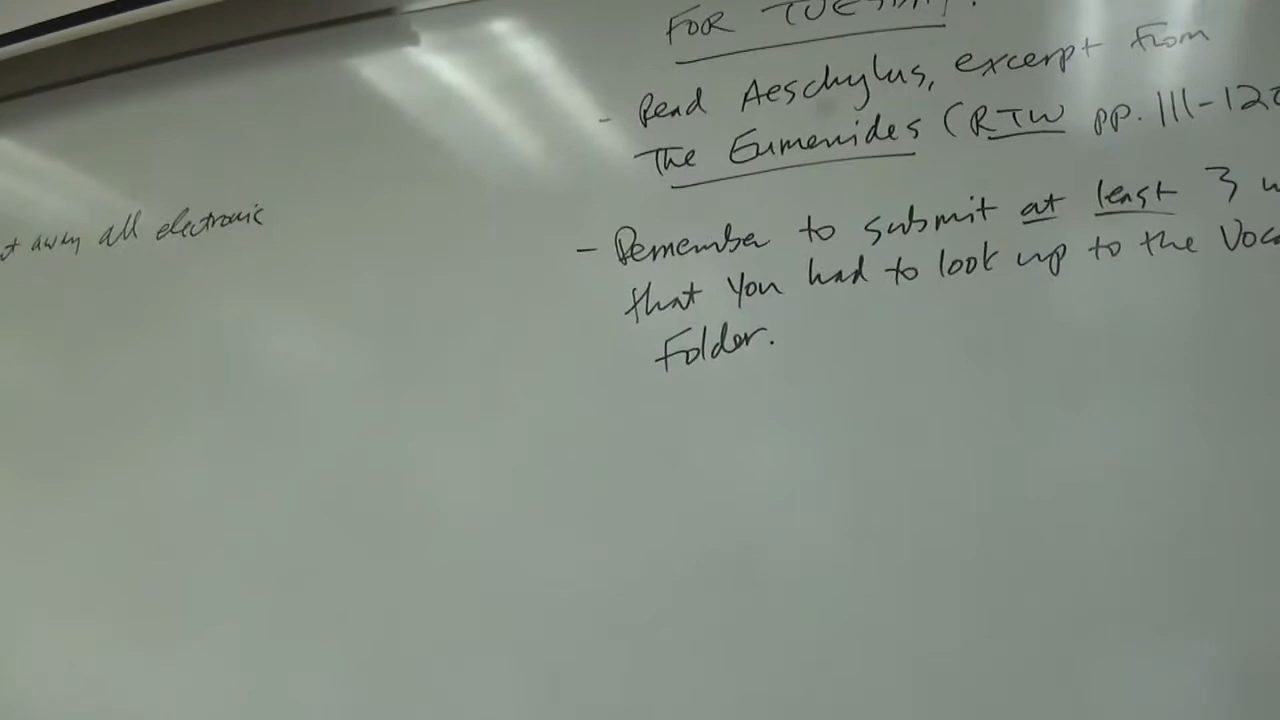 FOR TUESDAY:
- Read Aeschylus, excerpt from
The Eumenides (RTW pp. 111-12
away all electronic
- Remember to submit at least 3
that you had to look up to the Voc
Folder.